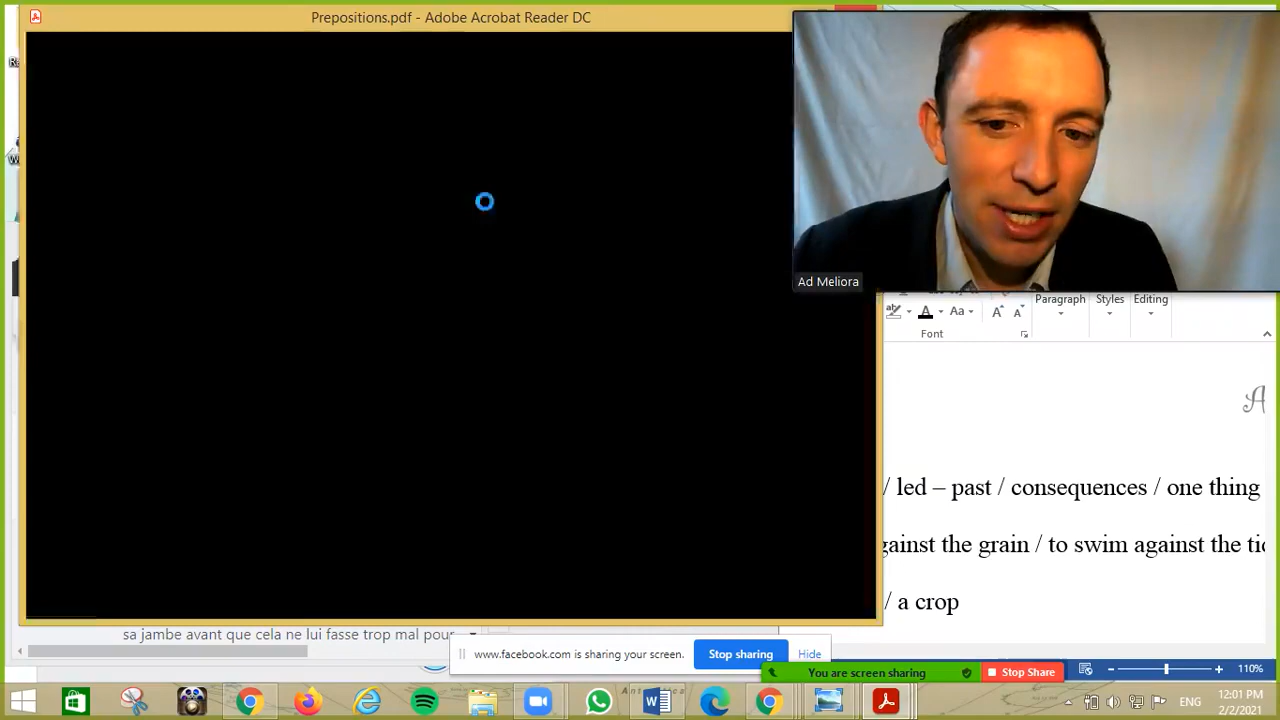 Prepositions.pdf - Adobe Acrobat Reader DC
Ad Meliora
Aa
A
A
Paragraph
Styles
Editing
Font
/ led – past / consequences / one thing
gainst the grain / to swim against the
/ a crop
sa jambe avant que cela ne lui fasse trop mal pour
www.facebook.com is sharing your screen.
Stop sharing
Hide
You are screen sharing
Stop Share
110%
ENG
12:01 PM
2/2/2021